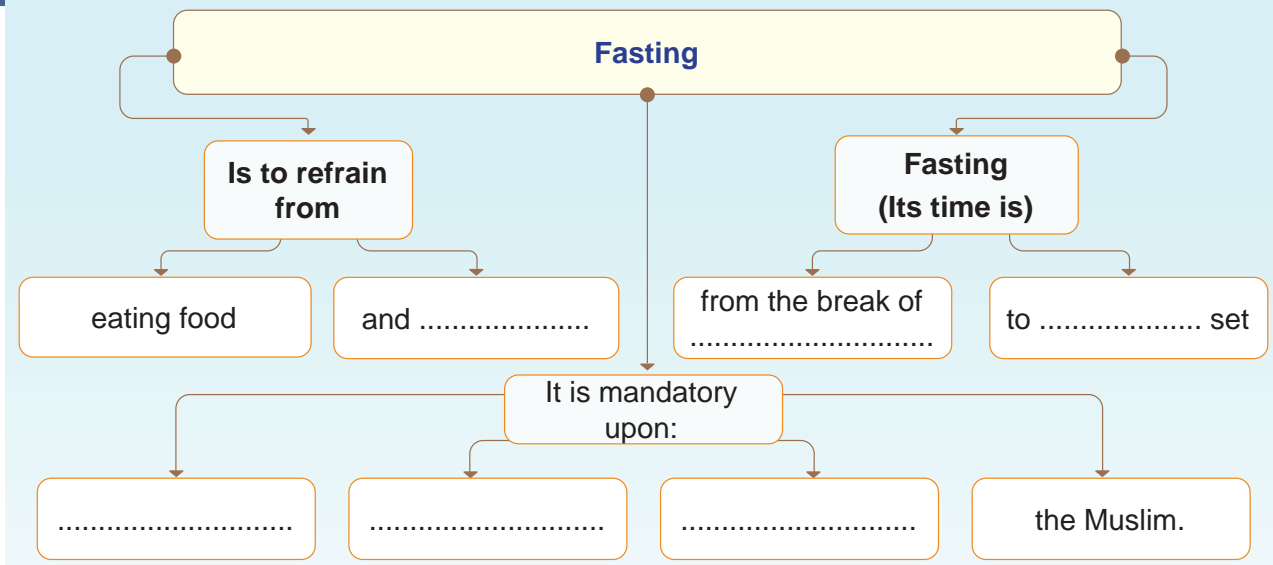 Fasting
Is to refrain
from
Fasting
(Its time is)
eating food
and .....................
from the break of
..............................
to .................... set
It is mandatory
upon:
.............................
.............................
.............................
the Muslim.